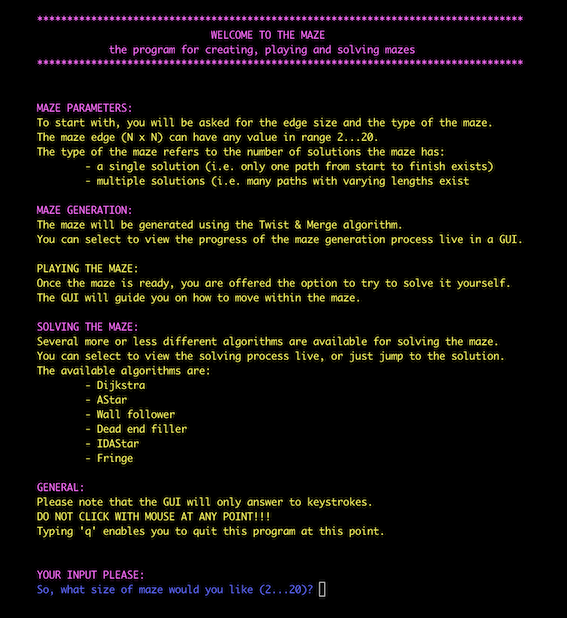 *********************************************************************************
WELCOME TO THE MAZE
the program for creating, playing and solving mazes
*********************************************************************************
MAZE PARAMETERS:
To start with, you will be asked for the edge size and the type of the maze.
The maze edge (N x N) can have any value in range 2...20.
The type of the maze refers to the number of solutions the maze has:
- a single solution (i.e. only one path from start to finish exists)
- multiple solutions (i.e. many paths with varying lengths exist
MAZE GENERATION:
The maze will be generated using the Twist & Merge algorithm.
You can select to view the progress of the maze generation process live in a GUI.
PLAYING THE MAZE:
Once the maze is ready, you are offered the option to try to solve it yourself.
The GUI will guide you on how to move within the maze.
SOLVING THE MAZE:
Several more or less different algorithms are available for solving the maze.
You can select to view the solving process live, or just jump to the solution.
The available algorithms are:
- Dijkstra
- AStar
- Wall follower
- Dead end filler
- IDAStar
- Fringe
GENERAL:
Please note that the GUI will only answer to keystrokes.
DO NOT CLICK WITH MOUSE AT ANY POINT!!!
Typing 'q' enables you to quit this program at this point.
YOUR INPUT PLEASE:
So, what size of maze would you like (2...20)?